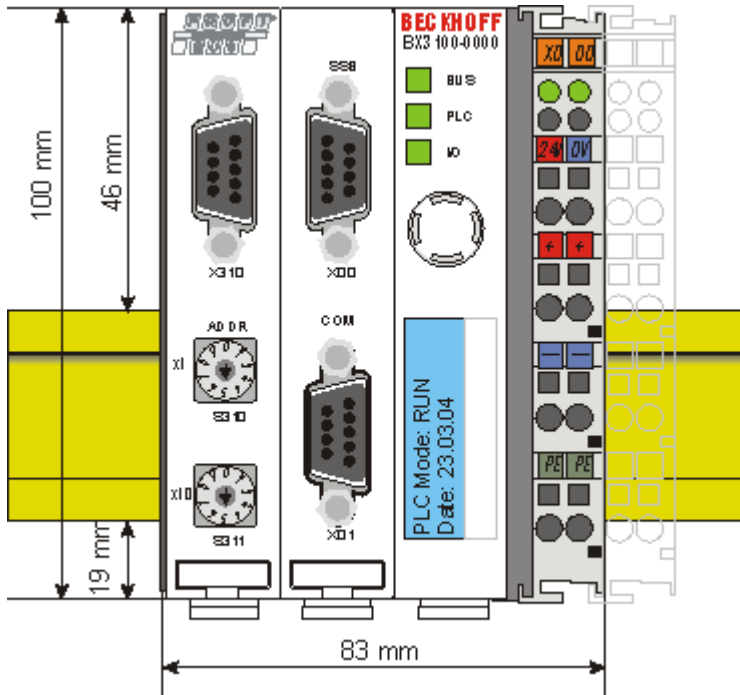 BECKHOFF
BX3100-0000
SSB
BUS
PLC
I/O
X310
X00
ADDR
COM
x1
S310
x10
S311
X01
PLC Mode: RUN
Date: 23.03.04
X0 00
24V 0V
+ +
PE PE
100 mm
46 mm
19 mm
83 mm